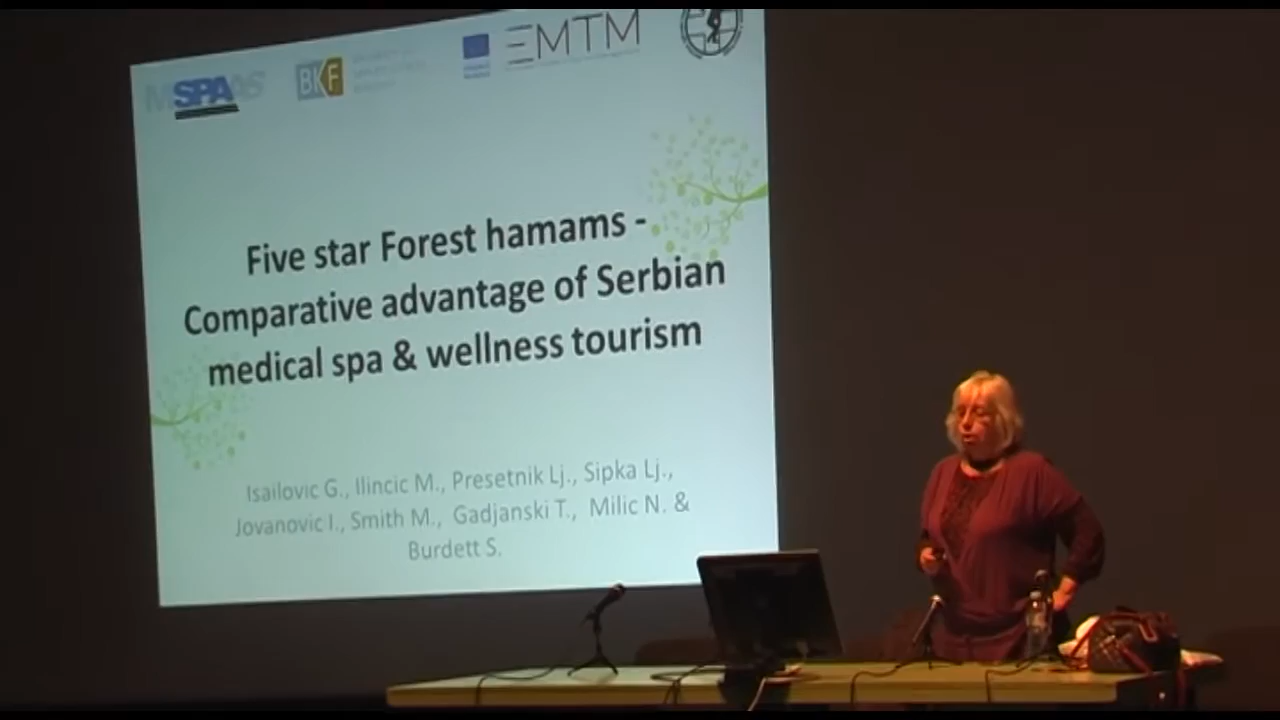 MSPAAS
BKF
EMTM
Five star Forest hamams -
Comparative advantage of Serbian
medical spa & wellness tourism
Isailovic G., Ilincic M., Presetnik Lj., Sipka Lj.,
Jovanovic I., Smith M., Gadjanski T., Milic N. &
Burdett S.